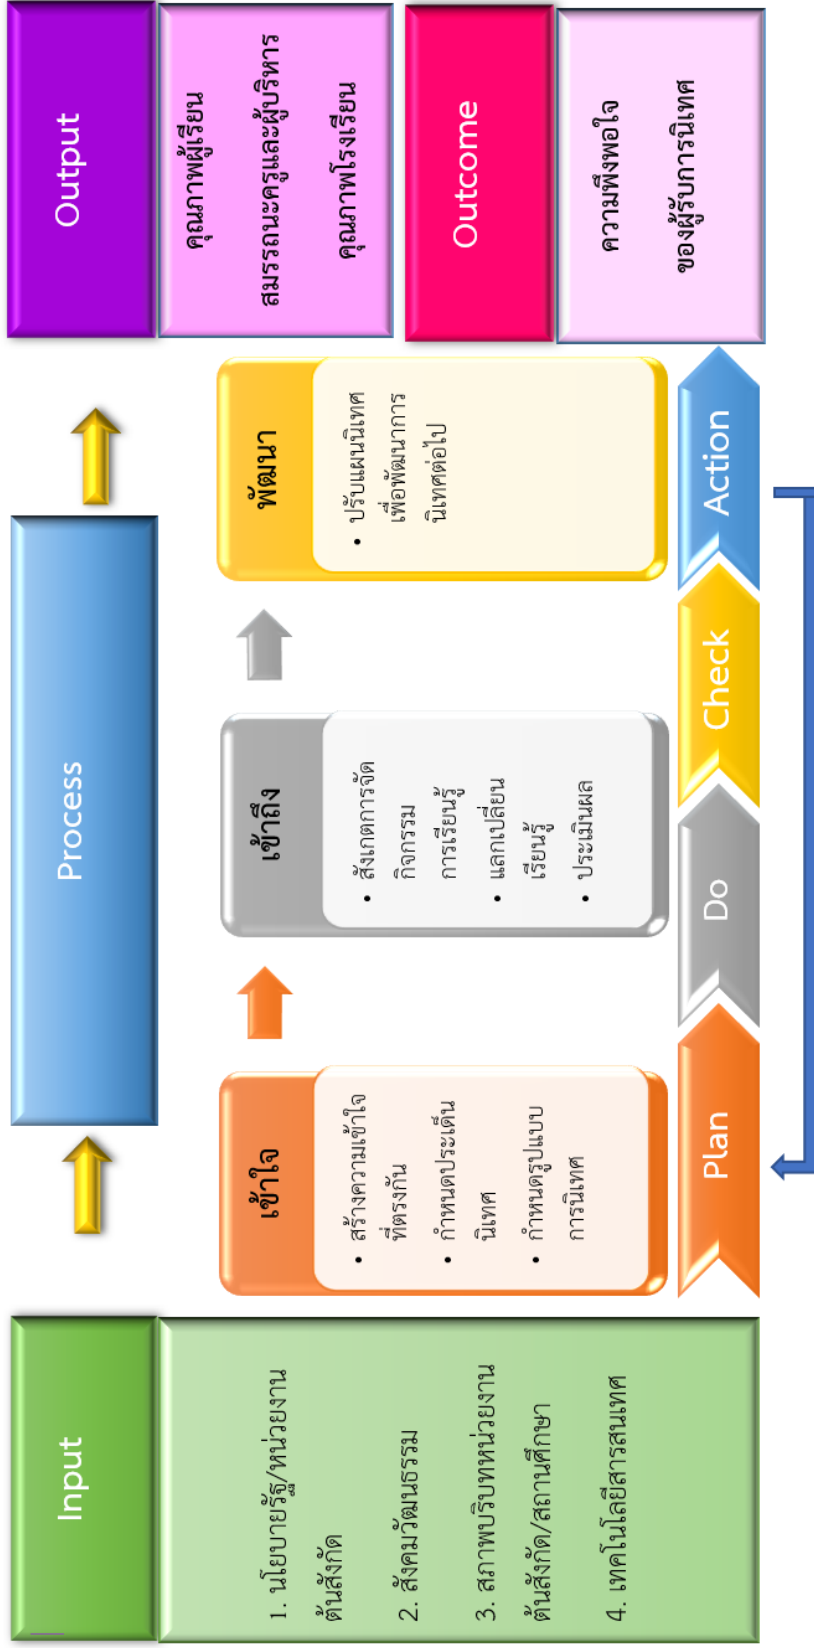 Input
1. นโยบายรัฐ/หน่วยงาน
ต้นสังกัด
2. สังคมวัฒนธรรม
3. สภาพบริบทหน่วยงาน
ต้นสังกัด/สถานศึกษา
4. เทคโนโลยีสารสนเทศ
Process
เข้าใจ
• สร้างความเข้าใจ
ที่ตรงกัน
• กำหนดประเด็น
นิเทศ
• กำหนดรูปแบบ
การนิเทศ
เข้าถึง
• สังเกตการจัด
กิจกรรม
การเรียนรู้
• แลกเปลี่ยน
เรียนรู้
• ประเมินผล
พัฒนา
• ปรับแผนนิเทศ
เพื่อพัฒนาการ
นิเทศต่อไป
Plan
Do
Check
Action
Output
คุณภาพผู้เรียน
สมรรถนะครูและผู้บริหาร
คุณภาพโรงเรียน
Outcome
ความพึงพอใจ
ของผู้รับการนิเทศ